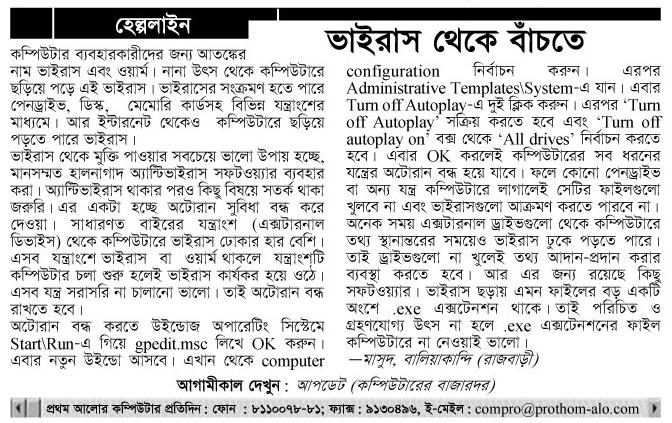 হেল্পলাইন
ভাইরাস থেকে বাঁচতে
কম্পিউটার ব্যবহারকারীদের জন্য আতঙ্কের
নাম ভাইরাস এবং ওয়ার্ম। নানা উৎস থেকে কম্পিউটারে
ছড়িয়ে পড়ে এই ভাইরাস। ভাইরাসের সংক্রমণ হতে পারে
পেনড্রাইভ, ডিস্ক, মেমোরি কার্ডসহ বিভিন্ন যন্ত্রাংশের
মাধ্যমে। আর ইন্টারনেট থেকেও কম্পিউটারে ছড়িয়ে
পড়তে পারে ভাইরাস।
ভাইরাস থেকে মুক্তি পাওয়ার সবচেয়ে ভালো উপায় হচ্ছে,
মানসম্মত হালনাগাদ অ্যান্টিভাইরাস সফটওয়্যার ব্যবহার
করা। অ্যান্টিভাইরাস থাকার পরও কিছু বিষয়ে সতর্ক থাকা
জরুরি। এর একটা হচ্ছে অটোরান সুবিধা বন্ধ করে
দেওয়া। সাধারণত বাইরের যন্ত্রাংশ (এক্সটারনাল
ডিভাইস) থেকে কম্পিউটারে ভাইরাস ঢোকার হার বেশি।
এসব যন্ত্রাংশে ভাইরাস বা ওয়ার্ম থাকলে যন্ত্রাংশটি
কম্পিউটার চলা শুরু হলেই ভাইরাস কার্যকর হয়ে ওঠে।
এসব যন্ত্র সরাসরি না চালানো ভালো। তাই অটোরান বন্ধ
রাখতে হবে।
অটোরান বন্ধ করতে উইন্ডোজ অপারেটিং সিস্টেমে
Start\Run-এ গিয়ে gpedit.msc লিখে OK করুন।
এবার নতুন উইন্ডো আসবে। এখান থেকে computer
configuration নির্বাচন করুন। এরপর
Administrative Templates\System-এ যান। এবার
Turn off Autoplay-এ দুই ক্লিক করুন। এরপর ‘Turn
off Autoplay’ সক্রিয় করতে হবে এবং ‘Turn off
autoplay on’ বক্স থেকে ‘All drives’ নির্বাচন করতে
হবে। এবার OK করলেই কম্পিউটারের সব ধরনের
যন্ত্রের অটোরান বন্ধ হয়ে যাবে। ফলে কোনো পেনড্রাইভ
বা অন্য যন্ত্র কম্পিউটারে লাগালেই সেটির ফাইলগুলো
খুলবে না এবং ভাইরাসগুলো আক্রমণ করতে পারবে না।
অনেক সময় এক্সটারনাল ড্রাইভগুলো থেকে কম্পিউটারে
তথ্য স্থানান্তরের সময়েও ভাইরাস ঢুকে পড়তে পারে।
তাই ড্রাইভগুলো না খুলেই তথ্য আদান-প্রদান করার
ব্যবস্থা করতে হবে। আর এর জন্য রয়েছে কিছু
সফটওয়্যার। ভাইরাস ছড়ায় এমন ফাইলের বড় একটি
অংশে .exe এক্সটেনশন থাকে। তাই পরিচিত ও
গ্রহণযোগ্য উৎস না হলে .exe এক্সটেনশনের ফাইল
কম্পিউটারে না নেওয়াই ভালো।
—মাসুদ, বালিয়াকান্দি (রাজবাড়ী)
আগামীকাল দেখুন : আপডেট (কম্পিউটারের বাজারদর)
প্রথম আলোর কম্পিউটার প্রতিদিন : ফোন : ৮১১০০৭৮-৮১; ফ্যাক্স : ৯১৩০৪৯৬, ই-মেইল : compro@prothom-alo.com